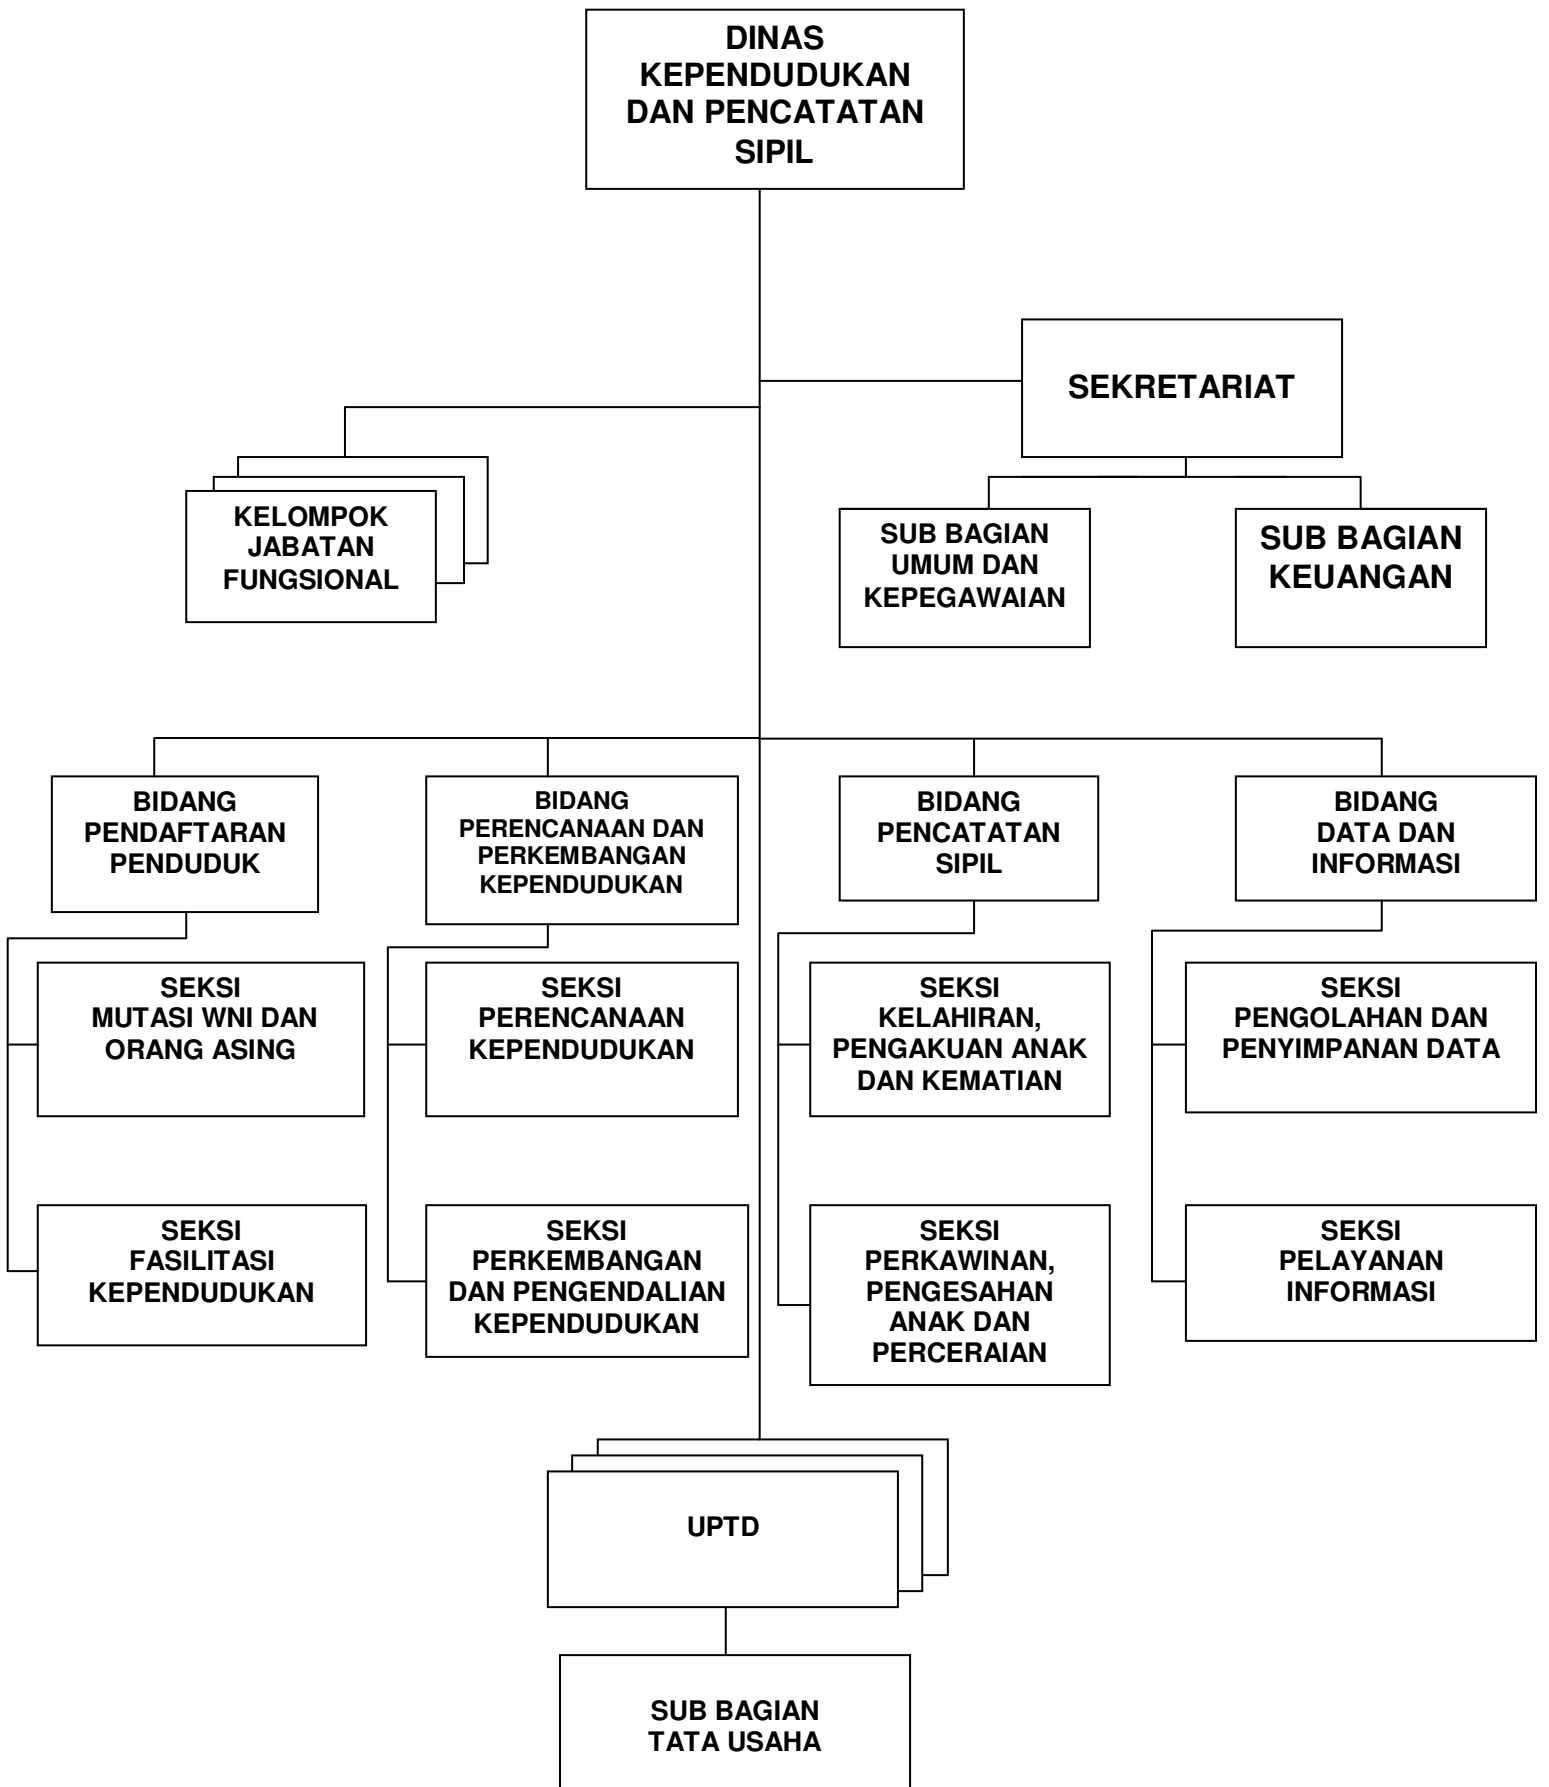 DINAS
KEPENDUDUKAN
DAN PENCATATAN
SIPIL
SEKRETARIAT
KELOMPOK
JABATAN
FUNGSIONAL
SUB BAGIAN
UMUM DAN
KEPEGAWAIAN
SUB BAGIAN
KEUANGAN
BIDANG
PENDAFTARAN
PENDUDUK
BIDANG
PERENCANAAN DAN
PERKEMBANGAN
KEPENDUDUKAN
BIDANG
PENCATATAN
SIPIL
BIDANG
DATA DAN
INFORMASI
SEKSI
MUTASI WNI DAN
ORANG ASING
SEKSI
PERENCANAAN
KEPENDUDUKAN
SEKSI
KELAHIRAN,
PENGAKUAN ANAK
DAN KEMATIAN
SEKSI
PENGOLAHAN DAN
PENYIMPANAN DATA
SEKSI
FASILITASI
KEPENDUDUKAN
SEKSI
PERKEMBANGAN
DAN PENGENDALIAN
KEPENDUDUKAN
SEKSI
PERKAWINAN,
PENGESAHAN
ANAK DAN
PERCERAIAN
SEKSI
PELAYANAN
INFORMASI
UPTD
SUB BAGIAN
TATA USAHA